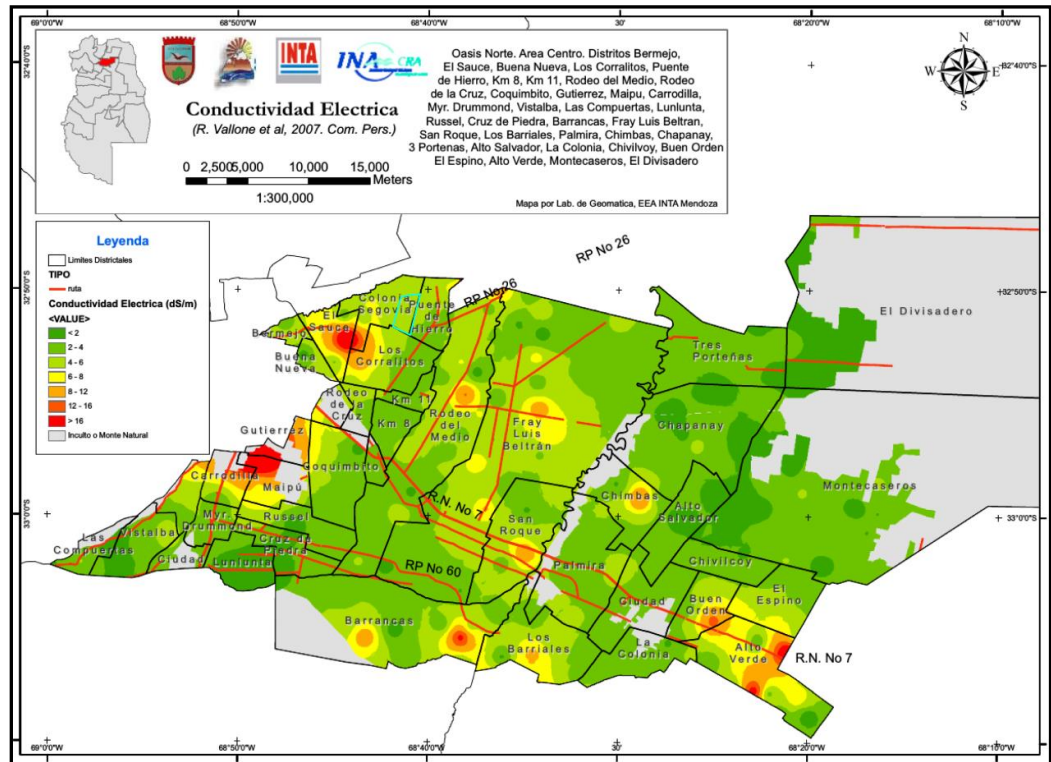 69°0'0"W
68°50'0"W
68°40'0"W
30'
68°20'0"W
68°10'0"W
32°40'0"S
32°40'0"S
INTA
INA
CRA
Conductividad Electrica
(R. Vallone et al, 2007. Com. Pers.)
0 2,500 5,000 10,000 15,000
Meters
1:300,000
Oasis Norte. Area Centro. Distritos Bermejo,
El Sauce, Buena Nueva, Los Corralitos, Puente
de Hierro, Km 8, Km 11, Rodeo del Medio, Rodeo
de la Cruz, Coquimbito, Gutierrez, Maipu, Carrodilla,
Myr. Drummond, Vistalba, Las Compuertas, Lunlunta,
Russel, Cruz de Piedra, Barrancas, Fray Luis Beltran,
San Roque, Los Barriales, Palmira, Chimbas, Chapanay,
3 Portenas, Alto Salvador, La Colonia, Chivilvoy, Buen Orden
El Espino, Alto Verde, Montecaseros, El Divisadero
Mapa por Lab. de Geomatica, EEA INTA Mendoza
N
W
E
S
Leyenda
Limites Districtales
TIPO
ruta
Conductividad Electrica (dS/m)
<VALUE>
< 2
2 - 4
4 - 6
6 - 8
8 - 12
12 - 16
> 16
Inculto o Monte Natural
RP No 26
RP No 26
32°50'0"S
32°50'0"S
Colonia
Segovia
Puente
de
Hierro
El
Sauce
Bermejo
Buena
Nueva
Los
Corralitos
El Divisadero
Tres
Porteñas
Rodeo
de la
Cruz
Km 11
Km 8
Rodeo
del
Medio
Fray
Luis
Beltrán
Chapanay
Gutierrez
Coquimbito
Carrodilla
Maipú
Chimbas
Alto
Salvador
Montecaseros
R.N. No 7
33°0'0"S
33°0'0"S
Las
Compuertas
Vistalba
Myr.
Drummond
Russel
Cruz de
Piedra
San
Roque
Ciudad
Lunlunta
RP No 60
Palmira
Chivilcoy
Ciudad
Buen
Orden
El
Espino
Barrancas
Los
Barriales
La
Colonia
Alto
Verde
R.N. No 7
69°0'0"W
68°50'0"W
68°40'0"W
30'
68°20'0"W
68°10'0"W